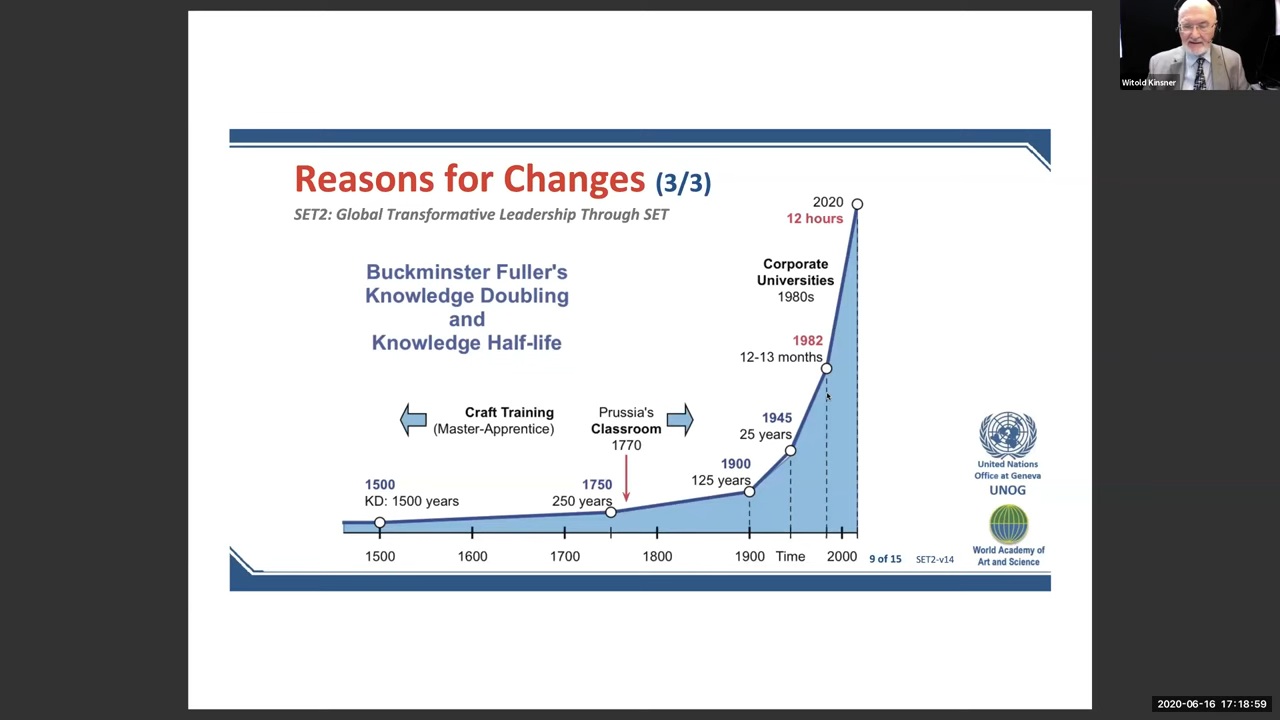 Witold Kinsner
Reasons for Changes (3/3)
SET2: Global Transformative Leadership Through SET
2020
12 hours
Buckminster Fuller's
Knowledge Doubling
and
Knowledge Half-life
Corporate
Universities
1980s
1982
12-13 months
Craft Training
(Master-Apprentice)
Prussia's
Classroom
1770
1945
25 years
1900
125 years
1500
KD: 1500 years
1750
250 years
United Nations
Office at Geneva
UNOG
World Academy of
Art and Science
1500 1600 1700 1800 1900 Time 2000
9 of 15 SET2-v14
2020-06-16 17:18:59